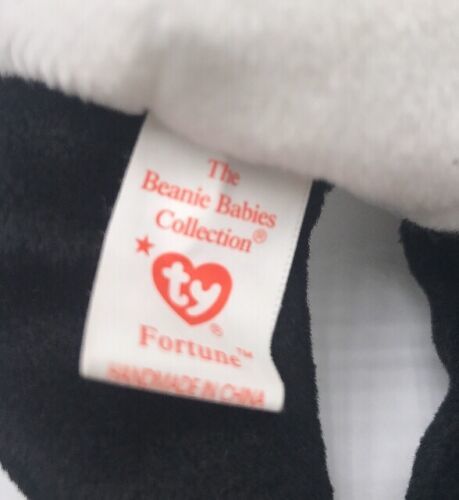 The
Beanie Babies
Collection®
ty®
Fortune™
HANDMADE IN CHINA